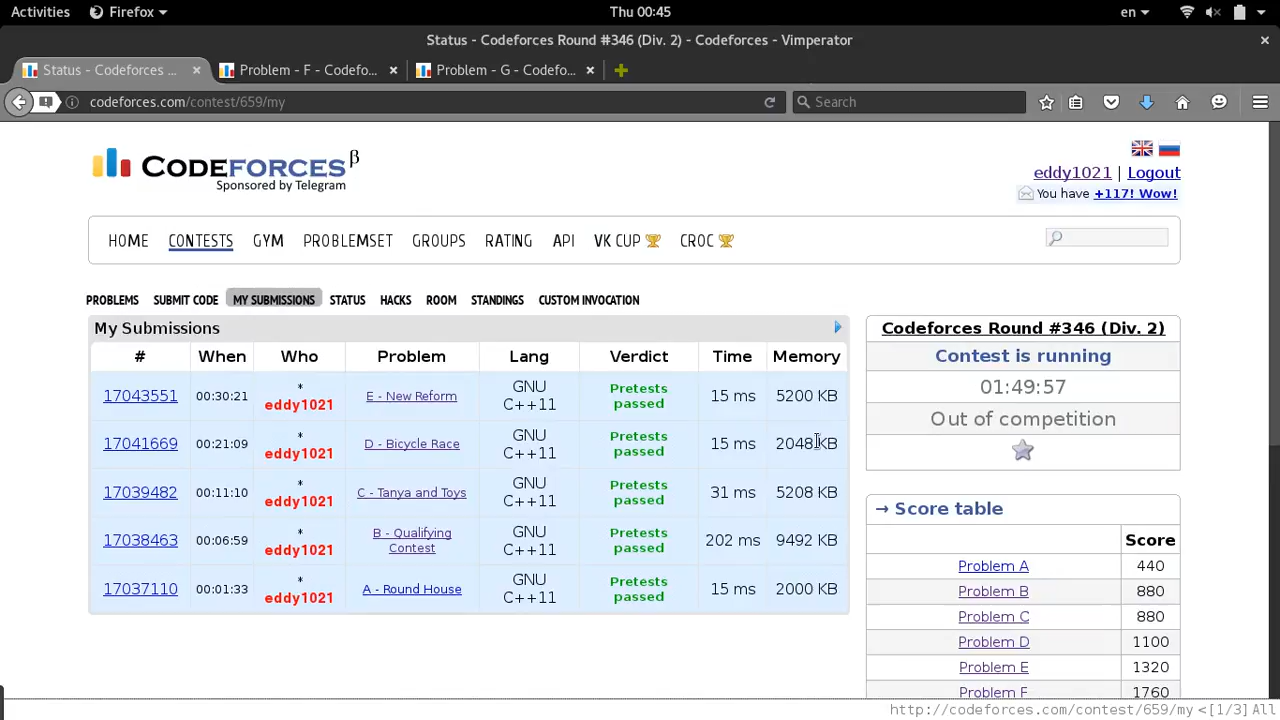 Activities Firefox Thu 00:45 en
Status - Codeforces Round #346 (Div. 2) - Codeforces - Vimperator
Status - Codeforces ... Problem - F - Codefo... Problem - G - Codefo...
codeforces.com/contest/659/my Search
CODEFORCES β
Sponsored by Telegram
eddy1021 | Logout
You have +117! Wow!
HOME CONTESTS GYM PROBLEMSET GROUPS RATING API VK CUP CROC
PROBLEMS SUBMIT CODE MY SUBMISSIONS STATUS HACKS ROOM STANDINGS CUSTOM INVOCATION
My Submissions
# When Who Problem Lang Verdict Time Memory
17043551 00:30:21 * eddy1021 E - New Reform GNU C++11 Pretests passed 15 ms 5200 KB
17041669 00:21:09 * eddy1021 D - Bicycle Race GNU C++11 Pretests passed 15 ms 2048 KB
17039482 00:11:10 * eddy1021 C - Tanya and Toys GNU C++11 Pretests passed 31 ms 5208 KB
17038463 00:06:59 * eddy1021 B - Qualifying Contest GNU C++11 Pretests passed 202 ms 9492 KB
17037110 00:01:33 * eddy1021 A - Round House GNU C++11 Pretests passed 15 ms 2000 KB
Codeforces Round #346 (Div. 2)
Contest is running
01:49:57
Out of competition
→ Score table
Score
Problem A 440
Problem B 880
Problem C 880
Problem D 1100
Problem E 1320
Problem F 1760
http://codeforces.com/contest/659/my <[1/3] All